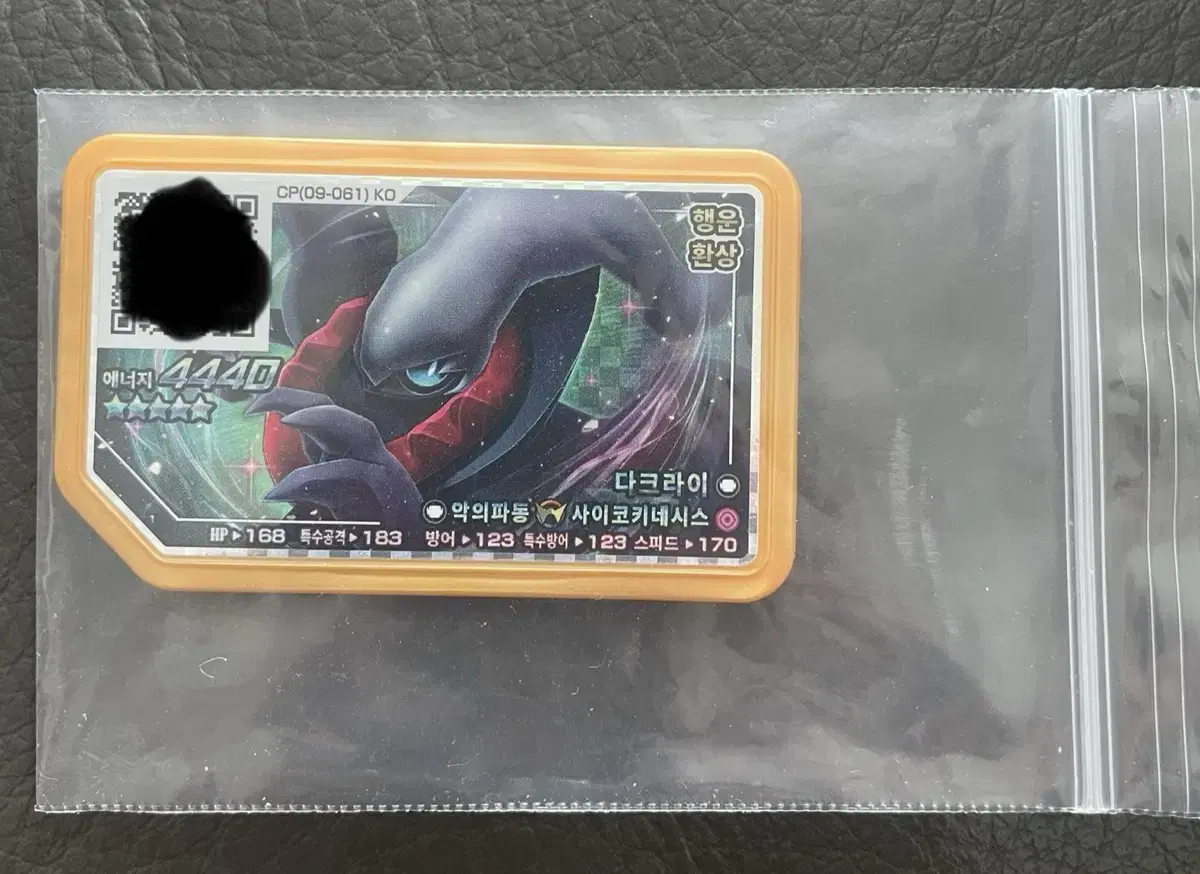 CP(09-061) KO
행운
환상
에너지 4440
다크라이
악의파동 사이코키네시스
HP ▶ 168 특수공격 ▶ 183 방어 ▶ 123 특수방어 ▶ 123 스피드 ▶ 170